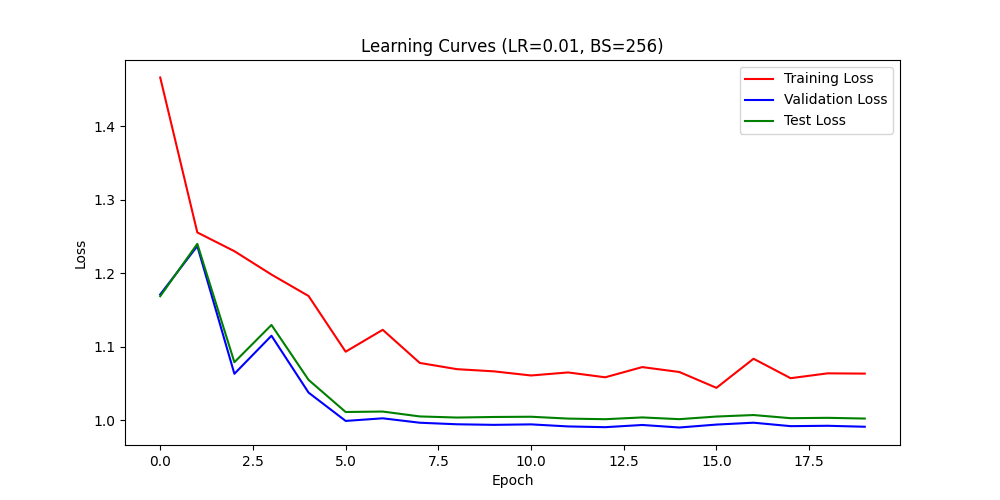 Learning Curves (LR=0.01, BS=256)
Training Loss
Validation Loss
Test Loss
Loss
1.4
1.3
1.2
1.1
1.0
0.0 2.5 5.0 7.5 10.0 12.5 15.0 17.5
Epoch